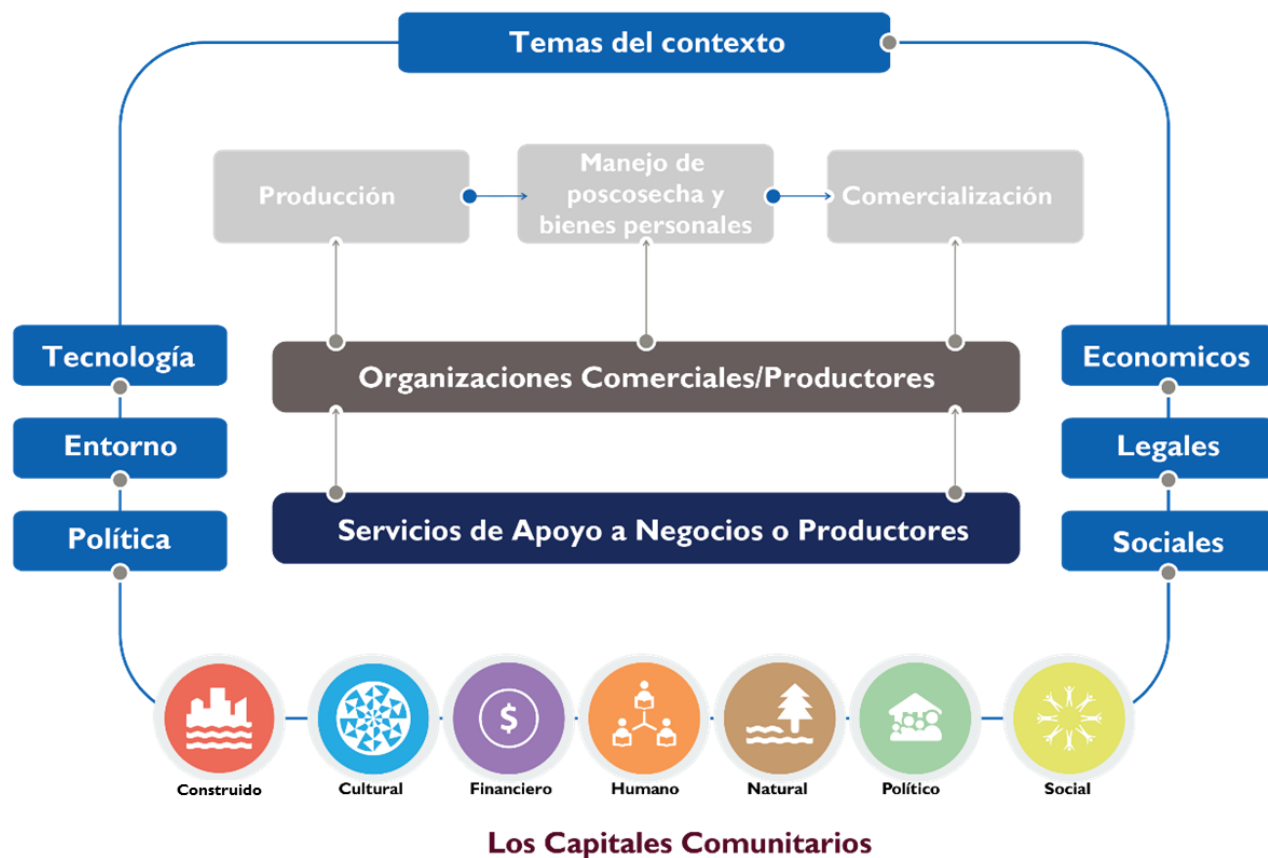 Temas del contexto
Producción
Manejo de
poscosecha y
bienes personales
Comercialización
Tecnología
Entorno
Política
Organizaciones Comerciales/Productores
Servicios de Apoyo a Negocios o Productores
Economicos
Legales
Sociales
$
Construido
Cultural
Financiero
Humano
Natural
Político
Social
Los Capitales Comunitarios